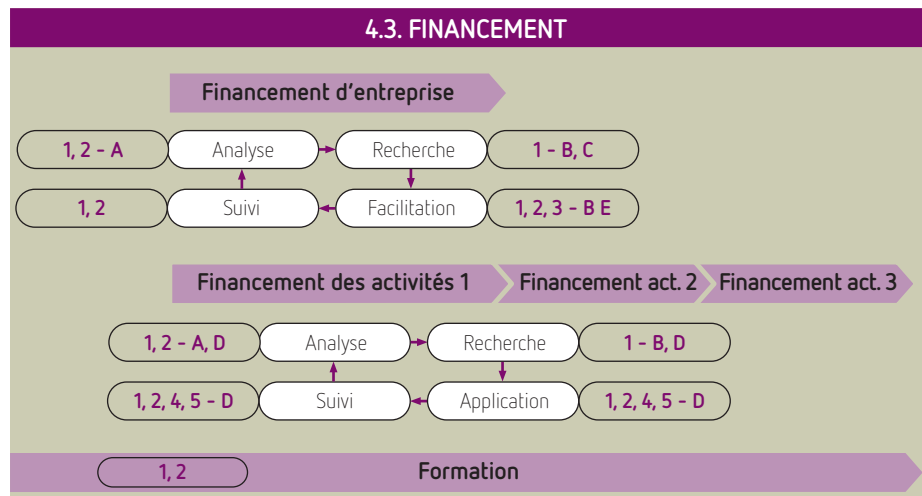 4.3. FINANCEMENT
Financement d'entreprise
1, 2 - A Analyse Recherche 1 - B, C
1, 2 Suivi Facilitation 1, 2, 3 - B E
Financement des activités 1 Financement act. 2 Financement act. 3
1, 2 - A, D Analyse Recherche 1 - B, D
1, 2, 4, 5 - D Suivi Application 1, 2, 4, 5 - D
1, 2 Formation